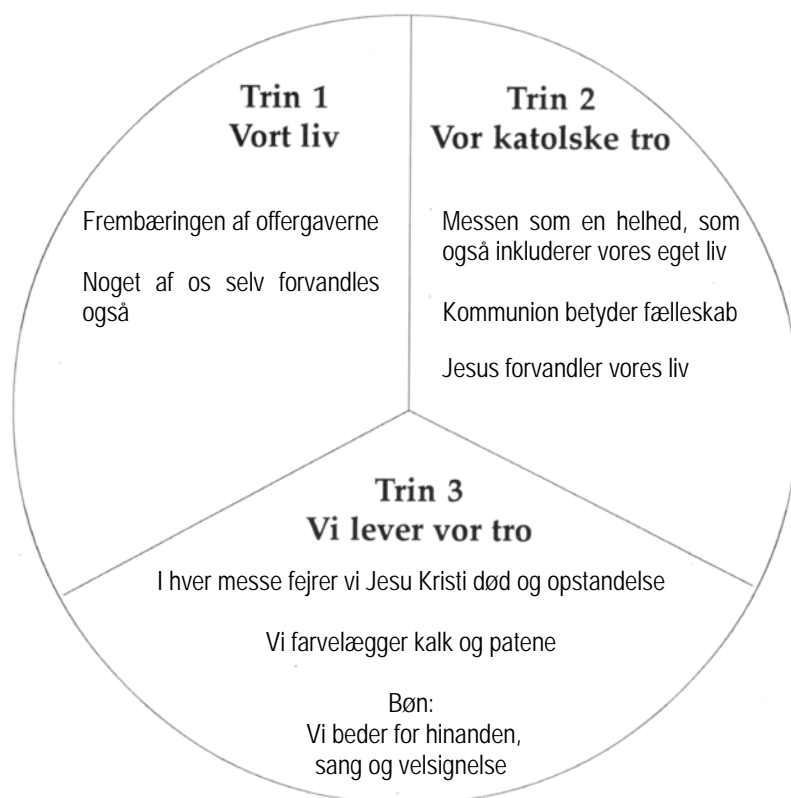 Trin 1
Vort liv
Frembæringen af offergaverne
Noget af os selv forvandles
også
Trin 2
Vor katolske tro
Messen som en helhed, som
også inkluderer vores eget liv
Kommunion betyder fælleskab
Jesus forvandler vores liv
Trin 3
Vi lever vor tro
I hver messe fejrer vi Jesu Kristi død og opstandelse
Vi farvelægger kalk og patene
Bøn:
Vi beder for hinanden,
sang og velsignelse